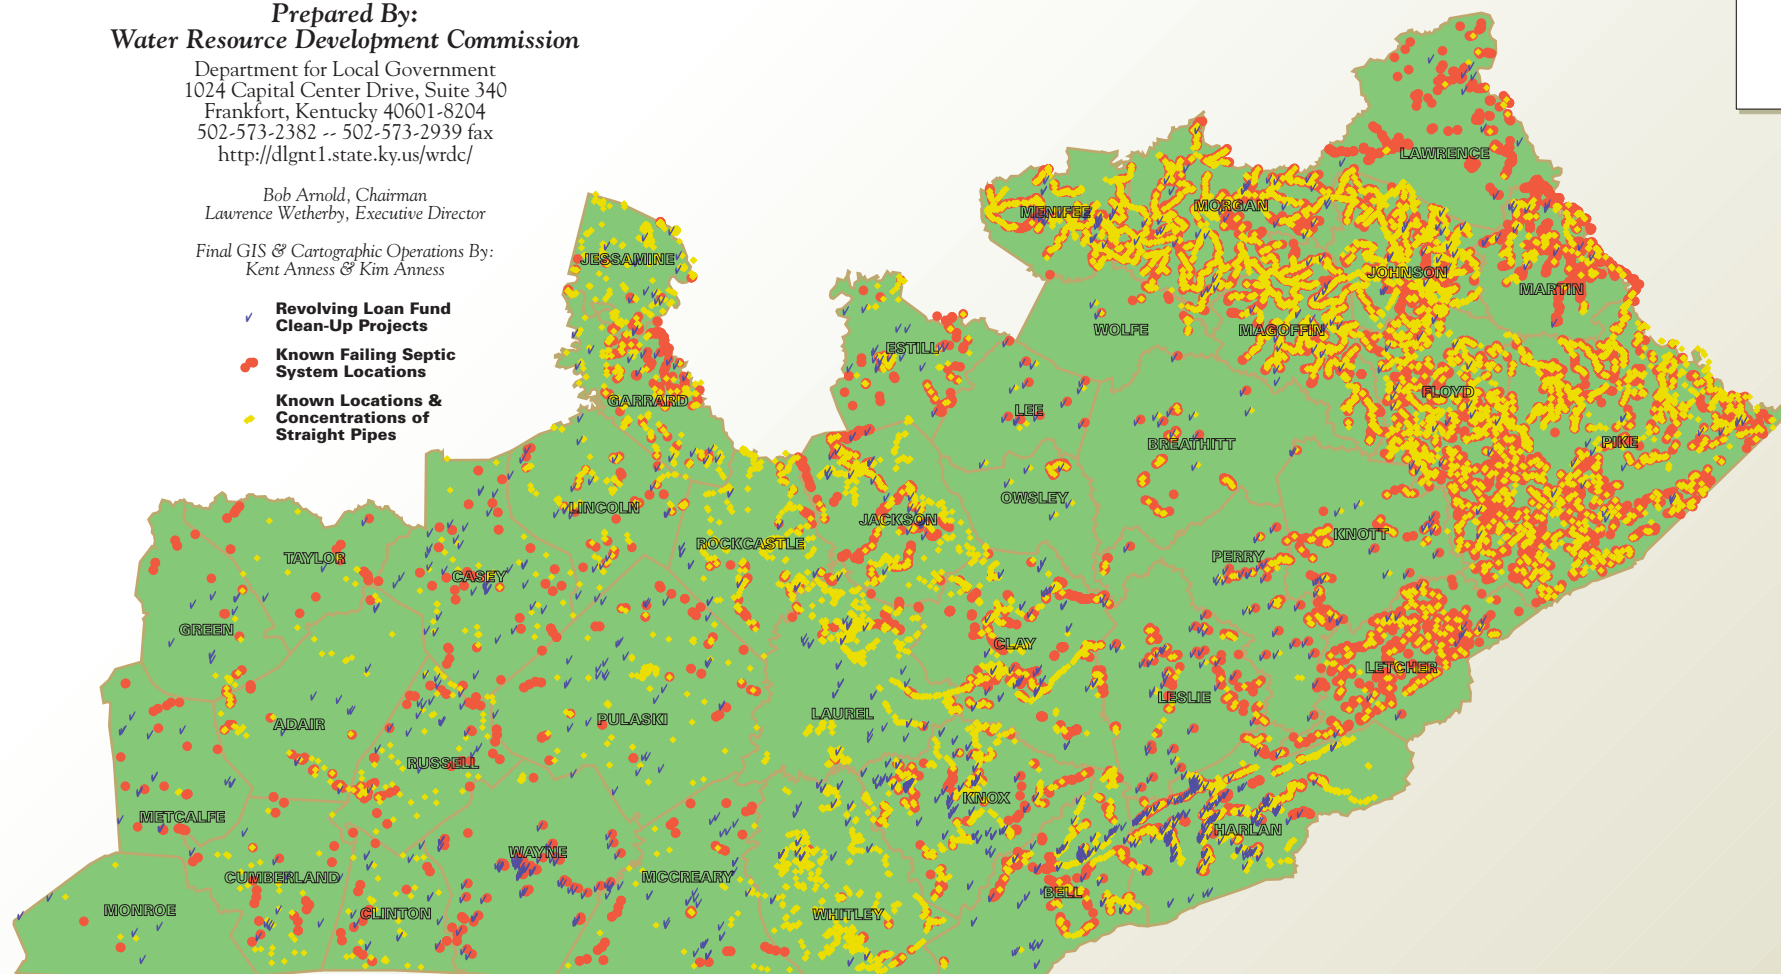 Prepared By:
Water Resource Development Commission
Department for Local Government
1024 Capital Center Drive, Suite 340
Frankfort, Kentucky 40601-8204
502-573-2382 -- 502-573-2939 fax
http://dlgnt1.state.ky.us/wrdc/
Bob Arnold, Chairman
Lawrence Wetherby, Executive Director
Final GIS & Cartographic Operations By:
Kent Anness & Kim Anness
Revolving Loan Fund
Clean-Up Projects
Known Failing Septic
System Locations
Known Locations &
Concentrations of
Straight Pipes
LAWRENCE
MENIFEE
MORGAN
JESSAMINE
JOHNSON
MARTIN
WOLFE
MAGOFFIN
ESTILL
FLOYD
GARRARD
LEE
BREATHITT
PIKE
OWSLEY
LINCOLN
JACKSON
ROCKCASTLE
KNOTT
TAYLOR
PERRY
CASEY
GREEN
CLAY
LETCHER
LESLIE
LAUREL
PULASKI
ADAIR
RUSSELL
KNOX
METCALFE
HARLAN
WAYNE
CUMBERLAND
MCCREARY
BELL
MONROE
CLINTON
WHITLEY